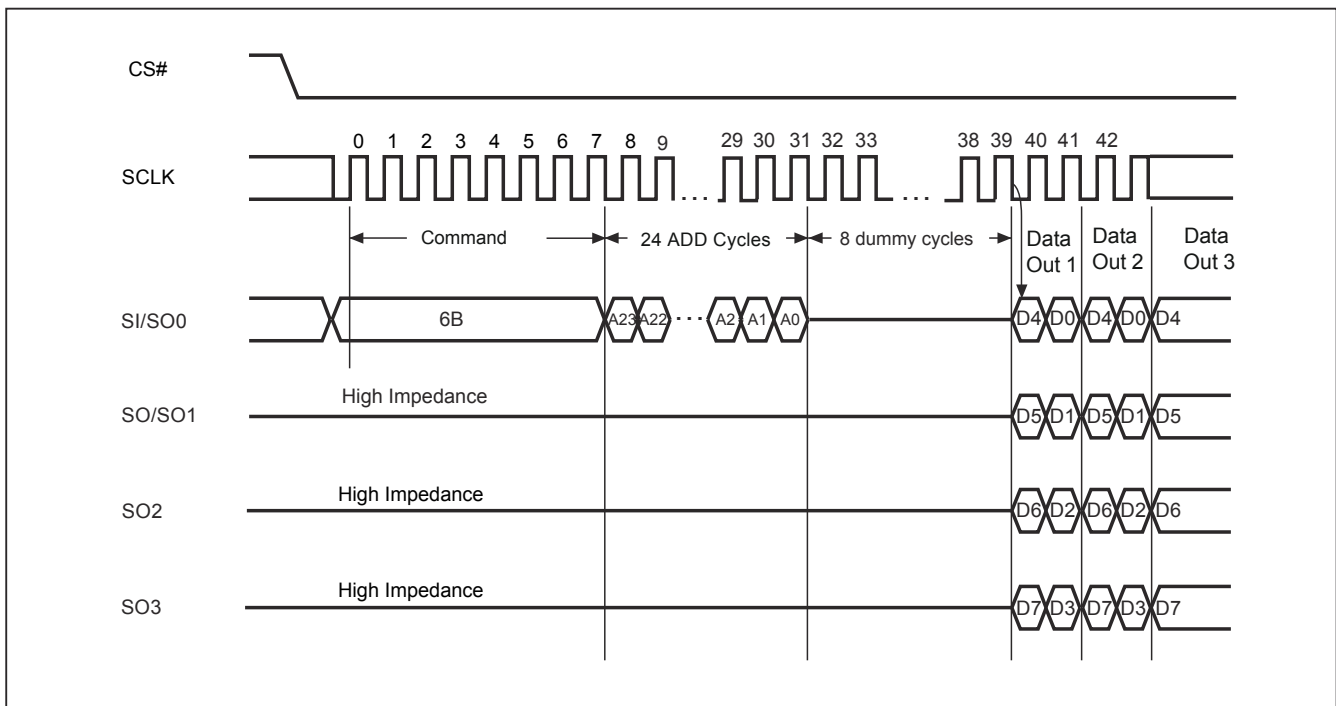 CS#
0 1 2 3 4 5 6 7 8 9 29 30 31 32 33 38 39 40 41 42
SCLK
... ...
Command 24 ADD Cycles 8 dummy cycles Data Out 1 Data Out 2 Data Out 3
SI/SO0 6B A23 A22 ... A2 A1 A0 D4 D0 D4 D0 D4
High Impedance
SO/SO1 D5 D1 D5 D1 D5
High Impedance
SO2 D6 D2 D6 D2 D6
High Impedance
SO3 D7 D3 D7 D3 D7